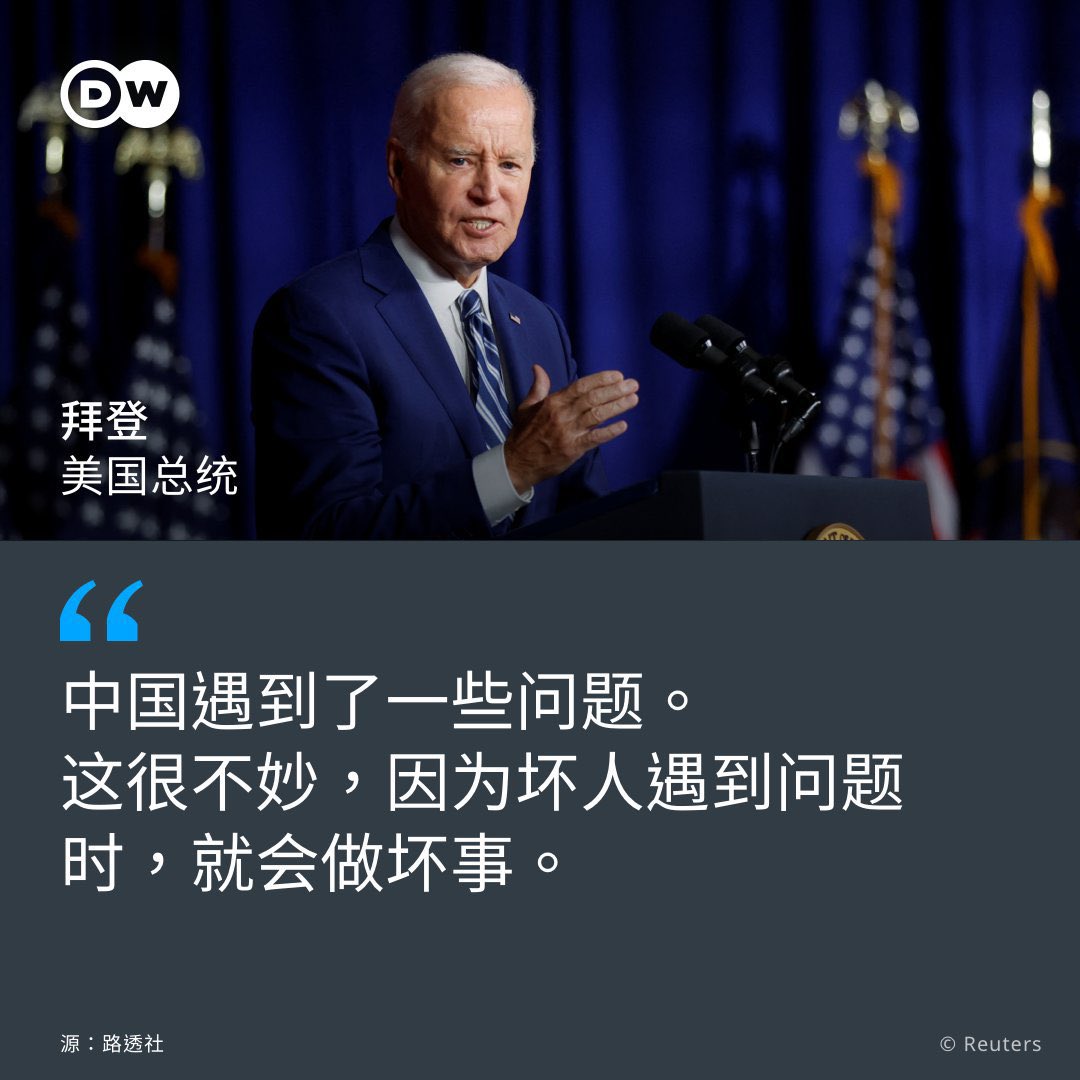 DW
拜登
美国总统
中国遇到了一些问题。
这很不妙，因为坏人遇到问题
时，就会做坏事。
源：路透社
© Reuters